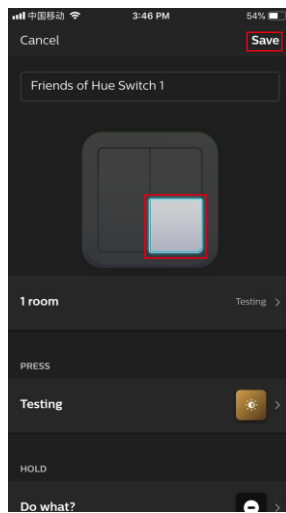 中国移动 3:46 PM 54%
Cancel Save
Friends of Hue Switch 1
1 room Testing
PRESS
Testing
HOLD
Do what?